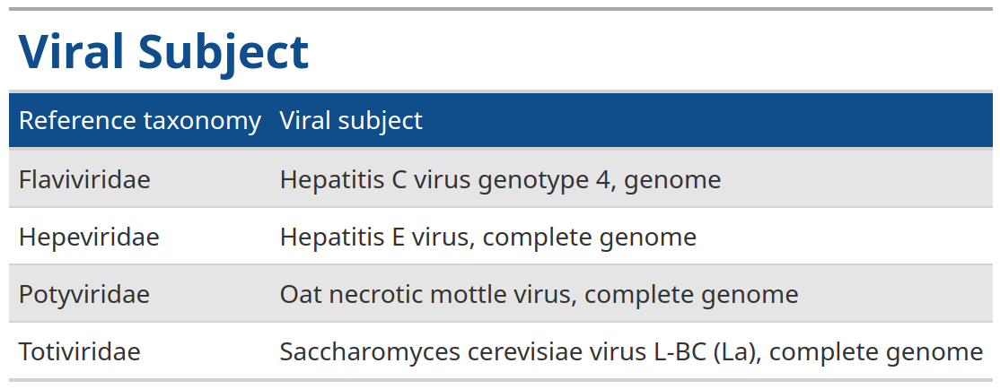 Viral Subject
Reference taxonomy Viral subject
Flaviviridae Hepatitis C virus genotype 4, genome
Hepeviridae Hepatitis E virus, complete genome
Potyviridae Oat necrotic mottle virus, complete genome
Totiviridae Saccharomyces cerevisiae virus L-BC (La), complete genome